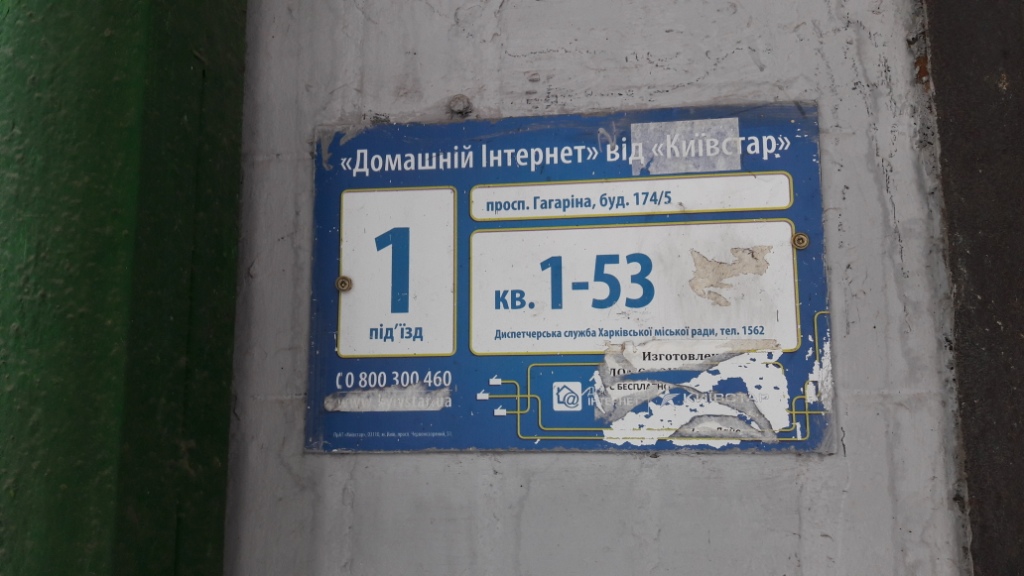 «Домашній Інтернет» від «Київстар»
просп. Гагаріна, буд. 174/5
1
під'їзд
кв. 1-53
Диспетчерська служба Харківської міської ради, тел. 1562
0 800 300 460
Изготовлен
БЕСПЛАТНО